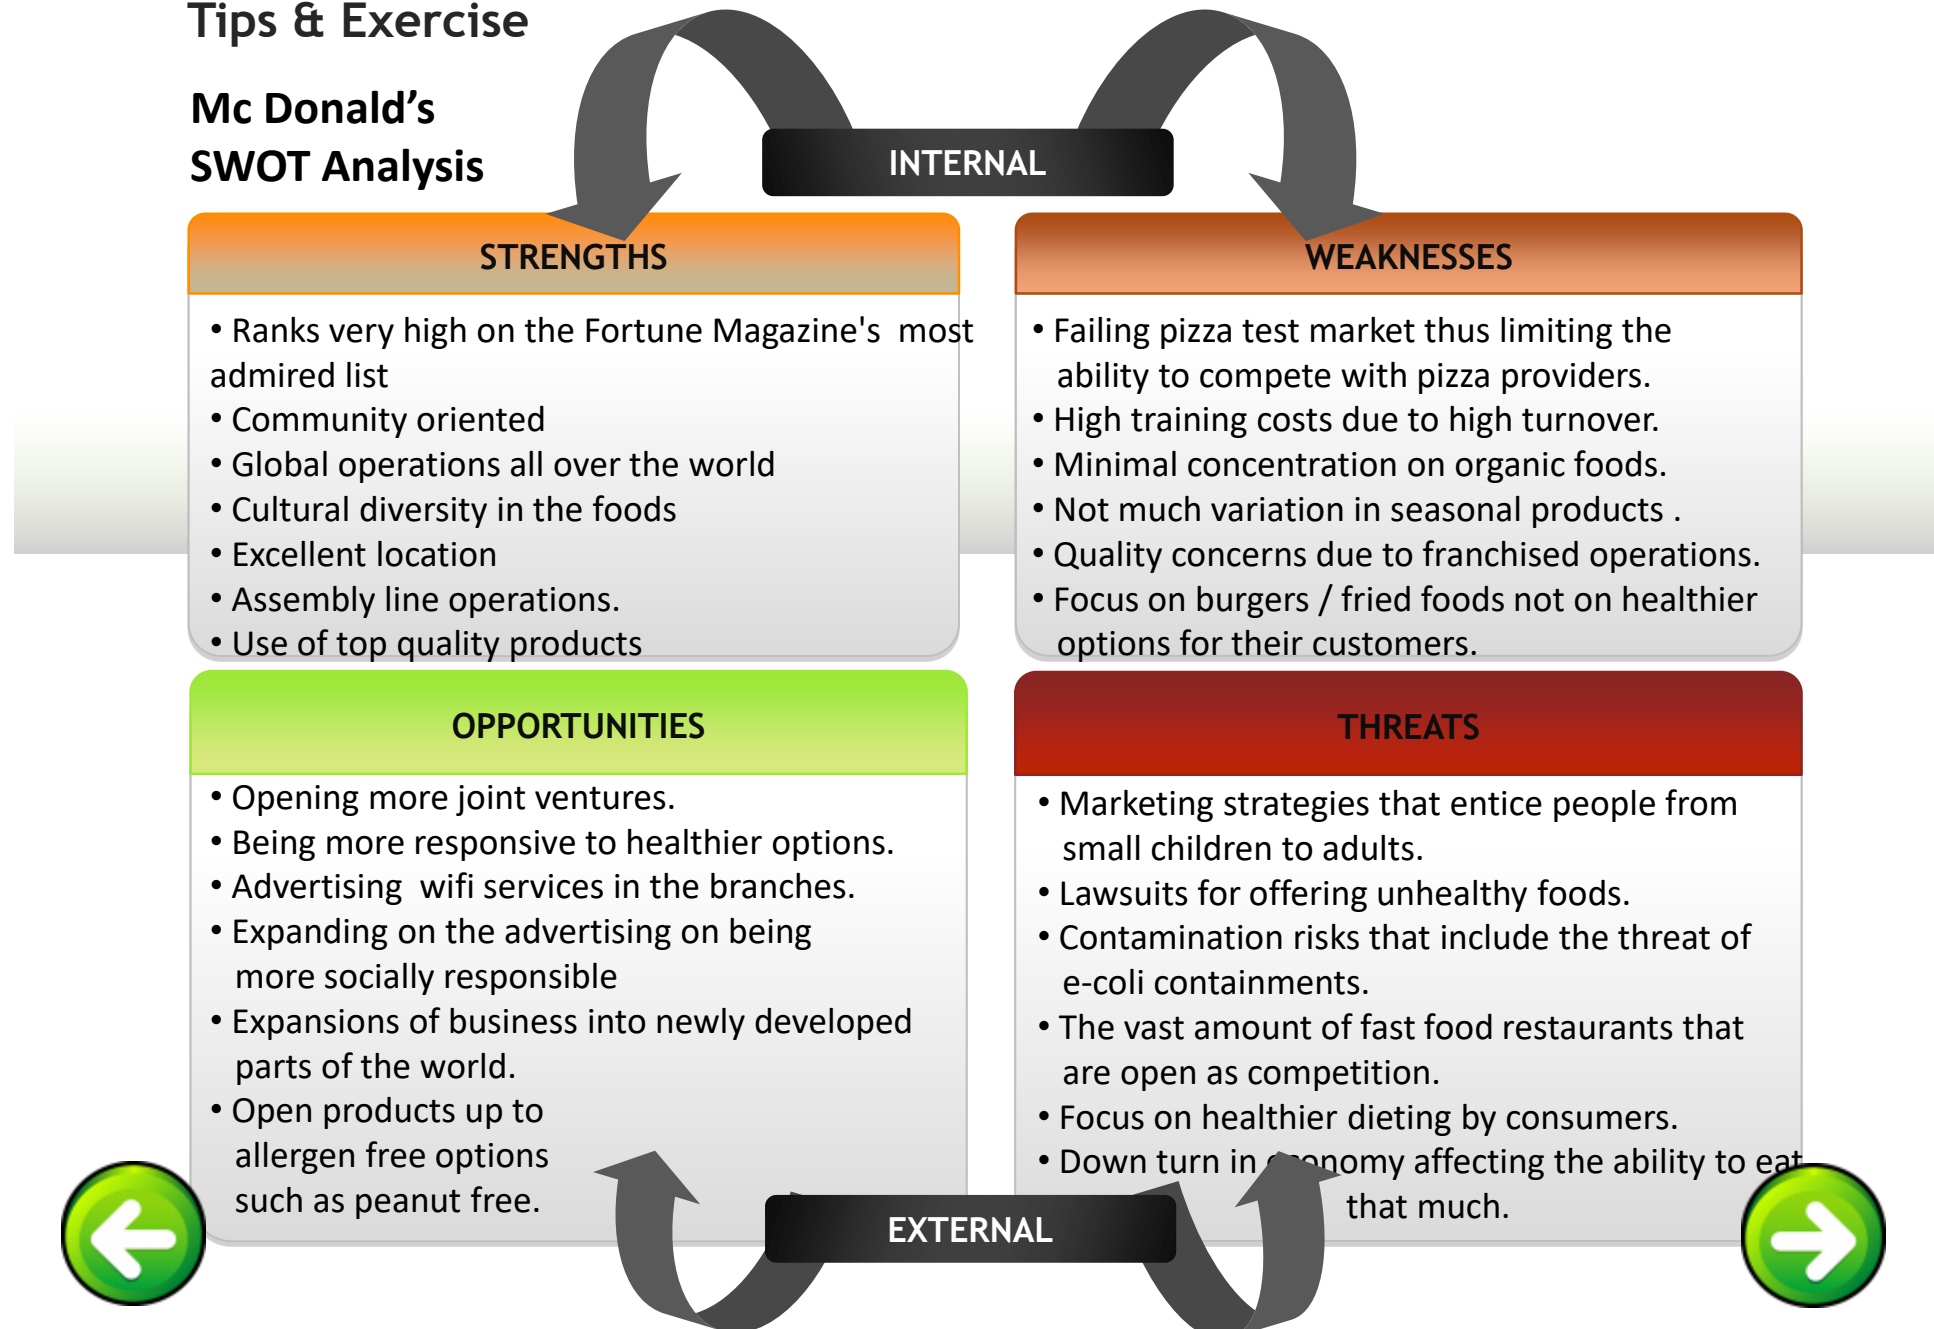 Tips & Exercise
Mc Donald’s
SWOT Analysis
INTERNAL
STRENGTHS
• Ranks very high on the Fortune Magazine's  most
admired list
• Community oriented
• Global operations all over the world
• Cultural diversity in the foods
• Excellent location
• Assembly line operations.
• Use of top quality products
WEAKNESSES
• Failing pizza test market thus limiting the
ability to compete with pizza providers.
• High training costs due to high turnover.
• Minimal concentration on organic foods.
• Not much variation in seasonal products .
• Quality concerns due to franchised operations.
• Focus on burgers / fried foods not on healthier
options for their customers.
OPPORTUNITIES
• Opening more joint ventures.
• Being more responsive to healthier options.
• Advertising  wifi services in the branches.
• Expanding on the advertising on being
more socially responsible
• Expansions of business into newly developed
parts of the world.
• Open products up to
allergen free options
such as peanut free.
THREATS
• Marketing strategies that entice people from
small children to adults.
• Lawsuits for offering unhealthy foods.
• Contamination risks that include the threat of
e-coli containments.
• The vast amount of fast food restaurants that
are open as competition.
• Focus on healthier dieting by consumers.
• Down turn in economy affecting the ability to eat
that much.
EXTERNAL